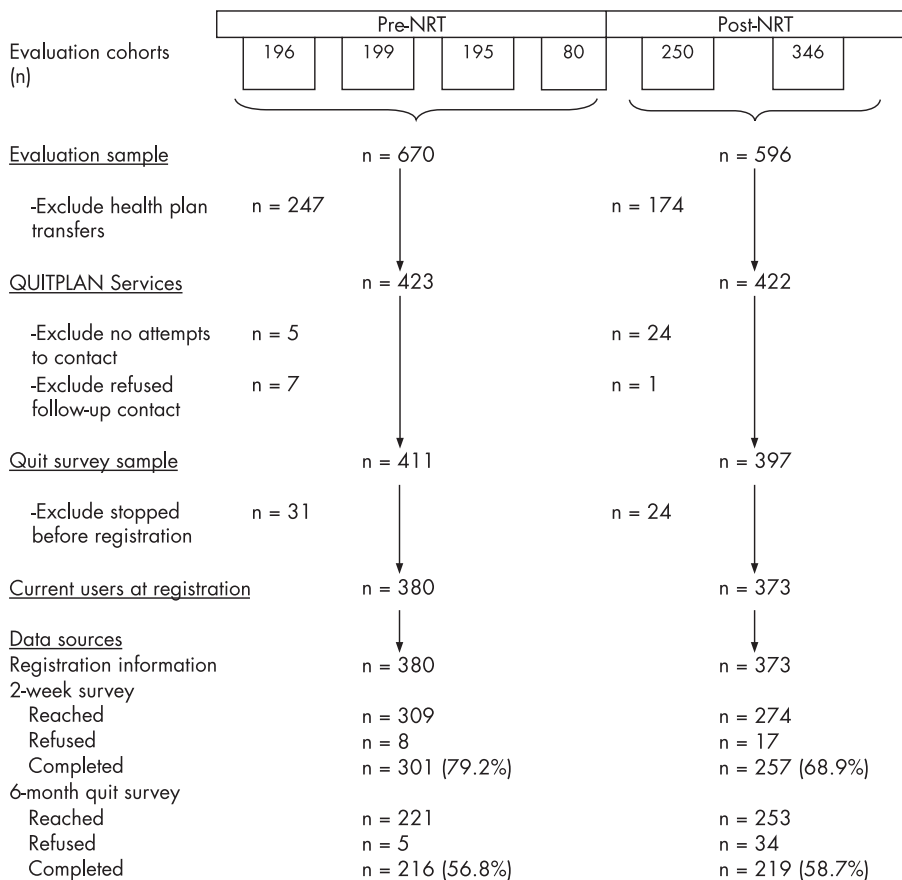 Pre-NRT Post-NRT
Evaluation cohorts 196 199 195 80 250 346
(n)
Evaluation sample n = 670 n = 596
-Exclude health plan n = 247 n = 174
transfers
QUITPLAN Services n = 423 n = 422
-Exclude no attempts n = 5 n = 24
to contact
-Exclude refused n = 7 n = 1
follow-up contact
Quit survey sample n = 411 n = 397
-Exclude stopped n = 31 n = 24
before registration
Current users at registration n = 380 n = 373
Data sources
Registration information n = 380 n = 373
2-week survey
Reached n = 309 n = 274
Refused n = 8 n = 17
Completed n = 301 (79.2%) n = 257 (68.9%)
6-month quit survey
Reached n = 221 n = 253
Refused n = 5 n = 34
Completed n = 216 (56.8%) n = 219 (58.7%)